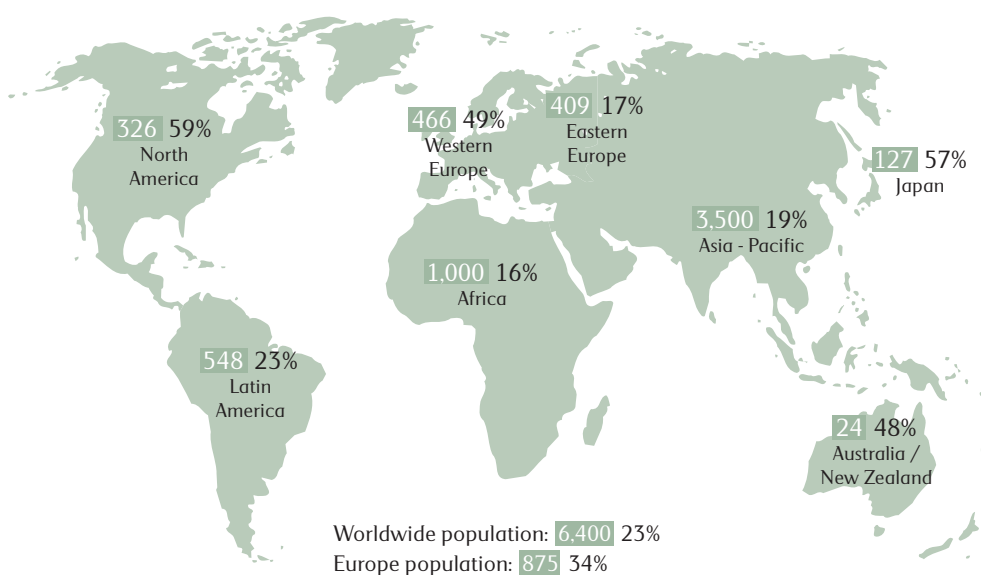 326 59%
North
America
466 49%
Western
Europe
409 17%
Eastern
Europe
127 57%
Japan
3,500 19%
Asia - Pacific
1,000 16%
Africa
548 23%
Latin
America
24 48%
Australia /
New Zealand
Worldwide population: 6,400 23%
Europe population: 875 34%